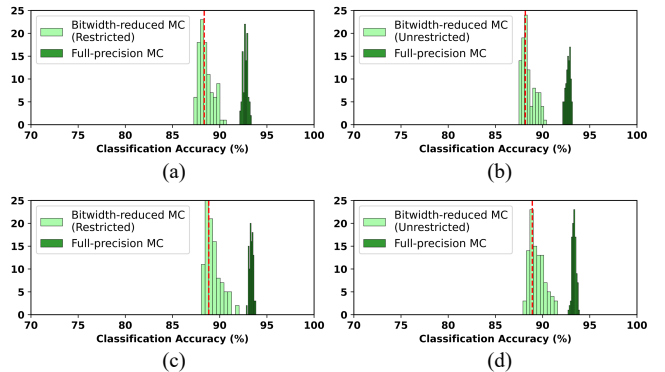 25
20
15
10
5
0
Bitwidth-reduced MC
(Restricted)
Full-precision MC
70 75 80 85 90 95 100
Classification Accuracy (%)
(a)
25
20
15
10
5
0
Bitwidth-reduced MC
(Unrestricted)
Full-precision MC
70 75 80 85 90 95 100
Classification Accuracy (%)
(b)
25
20
15
10
5
0
Bitwidth-reduced MC
(Restricted)
Full-precision MC
70 75 80 85 90 95 100
Classification Accuracy (%)
(c)
25
20
15
10
5
0
Bitwidth-reduced MC
(Unrestricted)
Full-precision MC
70 75 80 85 90 95 100
Classification Accuracy (%)
(d)